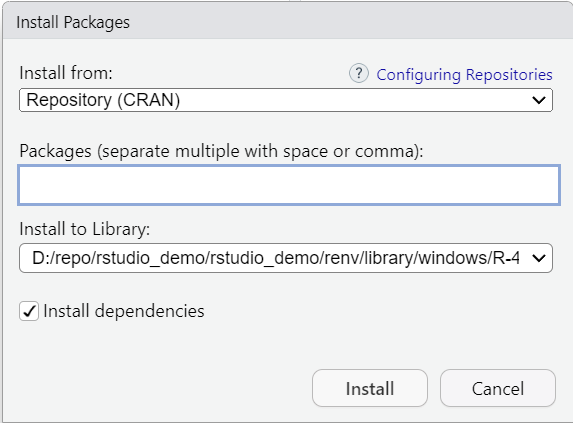 Install Packages
Install from:
? Configuring Repositories
Repository (CRAN)
Packages (separate multiple with space or comma):
Install to Library:
D:/repo/rstudio_demo/rstudio_demo/renv/library/windows/R-4
Install dependencies
Install
Cancel